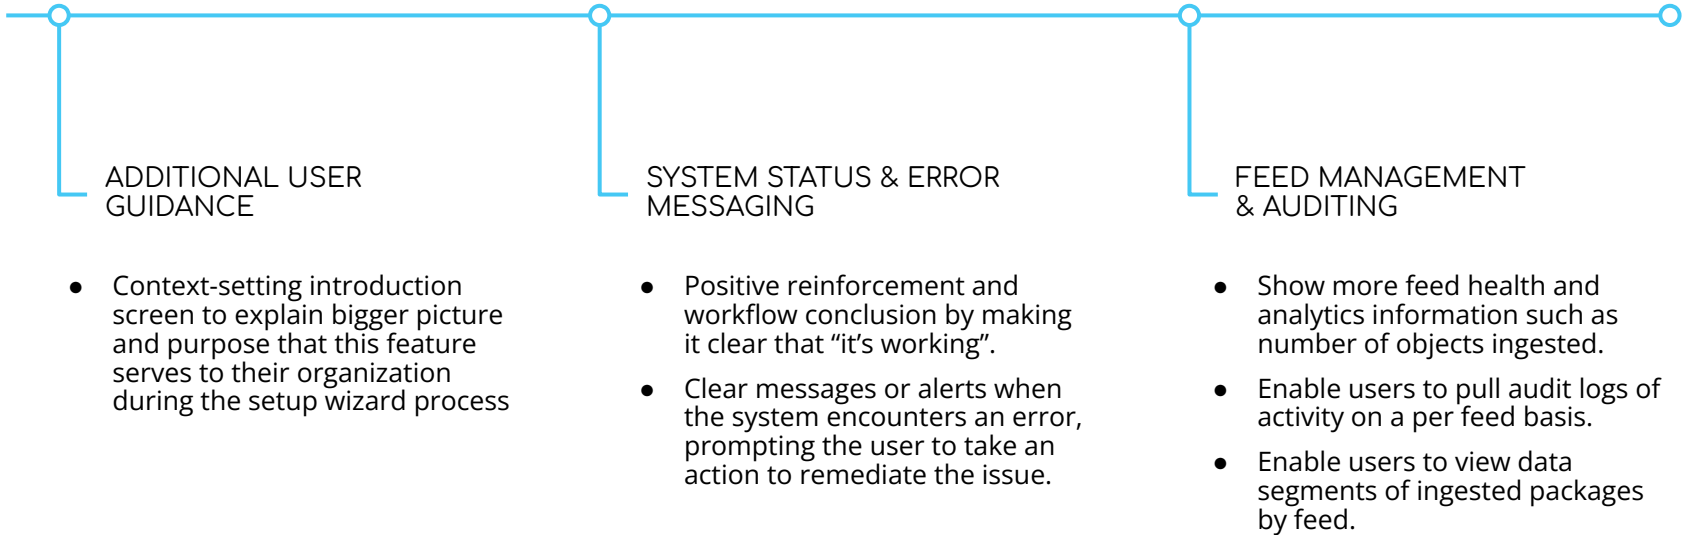 ADDITIONAL USER
GUIDANCE
● Context-setting introduction
screen to explain bigger picture
and purpose that this feature
serves to their organization
during the setup wizard process
SYSTEM STATUS & ERROR
MESSAGING
● Positive reinforcement and
workflow conclusion by making
it clear that “it’s working”.
● Clear messages or alerts when
the system encounters an error,
prompting the user to take an
action to remediate the issue.
FEED MANAGEMENT
& AUDITING
● Show more feed health and
analytics information such as
number of objects ingested.
● Enable users to pull audit logs of
activity on a per feed basis.
● Enable users to view data
segments of ingested packages
by feed.